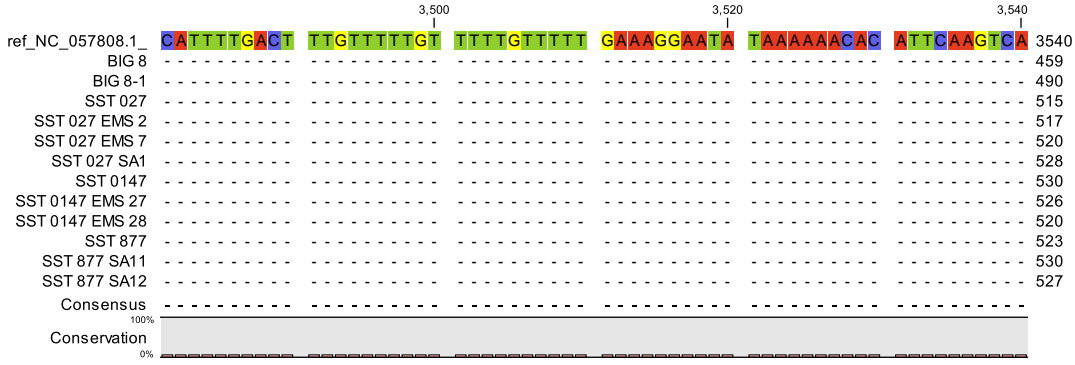 3,500 3,520 3,540
ref_NC_057808.1_ CATTTTGACT TTGTTTTTGT TTTTGTTTTT GAAAGGAATA TAAAAAACAC ATTCAAGTCA 3540
BIG 8 - - - - - - - - - - - - - - - - - - - - - - - - - - - - - - - - - - - - - - - - - - - - - - - - - - - - - - - - - - - - 459
BIG 8-1 - - - - - - - - - - - - - - - - - - - - - - - - - - - - - - - - - - - - - - - - - - - - - - - - - - - - - - - - - - - - 490
SST 027 - - - - - - - - - - - - - - - - - - - - - - - - - - - - - - - - - - - - - - - - - - - - - - - - - - - - - - - - - - - - 515
SST 027 EMS 2 - - - - - - - - - - - - - - - - - - - - - - - - - - - - - - - - - - - - - - - - - - - - - - - - - - - - - - - - - - - - 517
SST 027 EMS 7 - - - - - - - - - - - - - - - - - - - - - - - - - - - - - - - - - - - - - - - - - - - - - - - - - - - - - - - - - - - - 520
SST 027 SA1 - - - - - - - - - - - - - - - - - - - - - - - - - - - - - - - - - - - - - - - - - - - - - - - - - - - - - - - - - - - - 528
SST 0147 - - - - - - - - - - - - - - - - - - - - - - - - - - - - - - - - - - - - - - - - - - - - - - - - - - - - - - - - - - - - 530
SST 0147 EMS 27 - - - - - - - - - - - - - - - - - - - - - - - - - - - - - - - - - - - - - - - - - - - - - - - - - - - - - - - - - - - - 526
SST 0147 EMS 28 - - - - - - - - - - - - - - - - - - - - - - - - - - - - - - - - - - - - - - - - - - - - - - - - - - - - - - - - - - - - 520
SST 877 - - - - - - - - - - - - - - - - - - - - - - - - - - - - - - - - - - - - - - - - - - - - - - - - - - - - - - - - - - - - 523
SST 877 SA11 - - - - - - - - - - - - - - - - - - - - - - - - - - - - - - - - - - - - - - - - - - - - - - - - - - - - - - - - - - - - 530
SST 877 SA12 - - - - - - - - - - - - - - - - - - - - - - - - - - - - - - - - - - - - - - - - - - - - - - - - - - - - - - - - - - - - 527
Consensus - - - - - - - - - - - - - - - - - - - - - - - - - - - - - - - - - - - - - - - - - - - - - - - - - - - - - - - - - - - -
100%
Conservation
0%